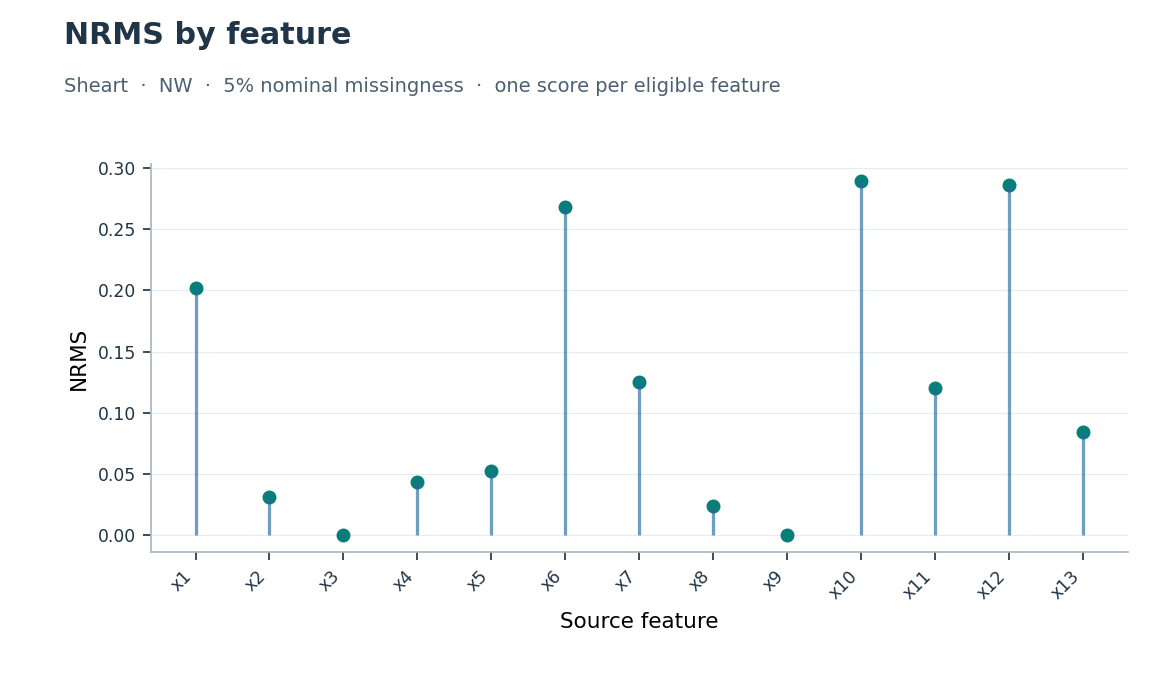 NRMS by feature
Sheart · NW · 5% nominal missingness · one score per eligible feature
0.30
0.25
0.20
0.15
0.10
0.05
0.00
NRMS
x1 x2 x3 x4 x5 x6 x7 x8 x9 x10 x11 x12 x13
Source feature